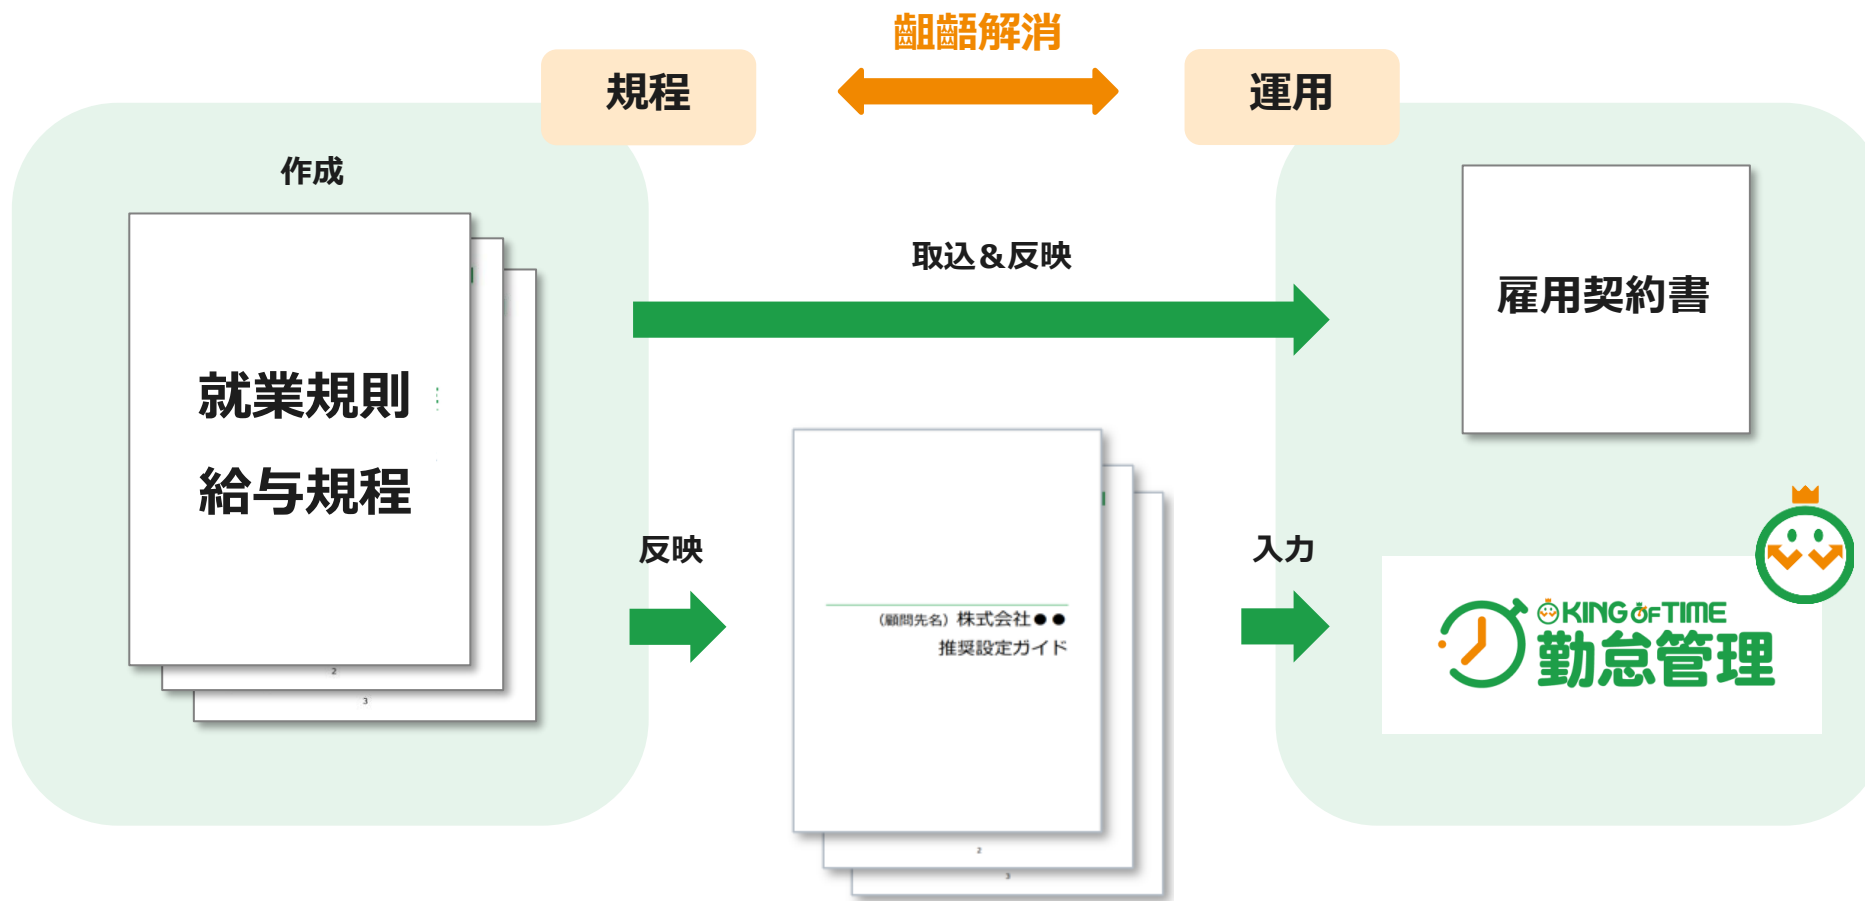 齟齬解消
規程
運用
作成
就業規則
給与規程
2
3
取込＆反映
反映
（顧問先名）株式会社●●
推奨設定ガイド
2
3
入力
雇用契約書
KING OF TIME
勤怠管理